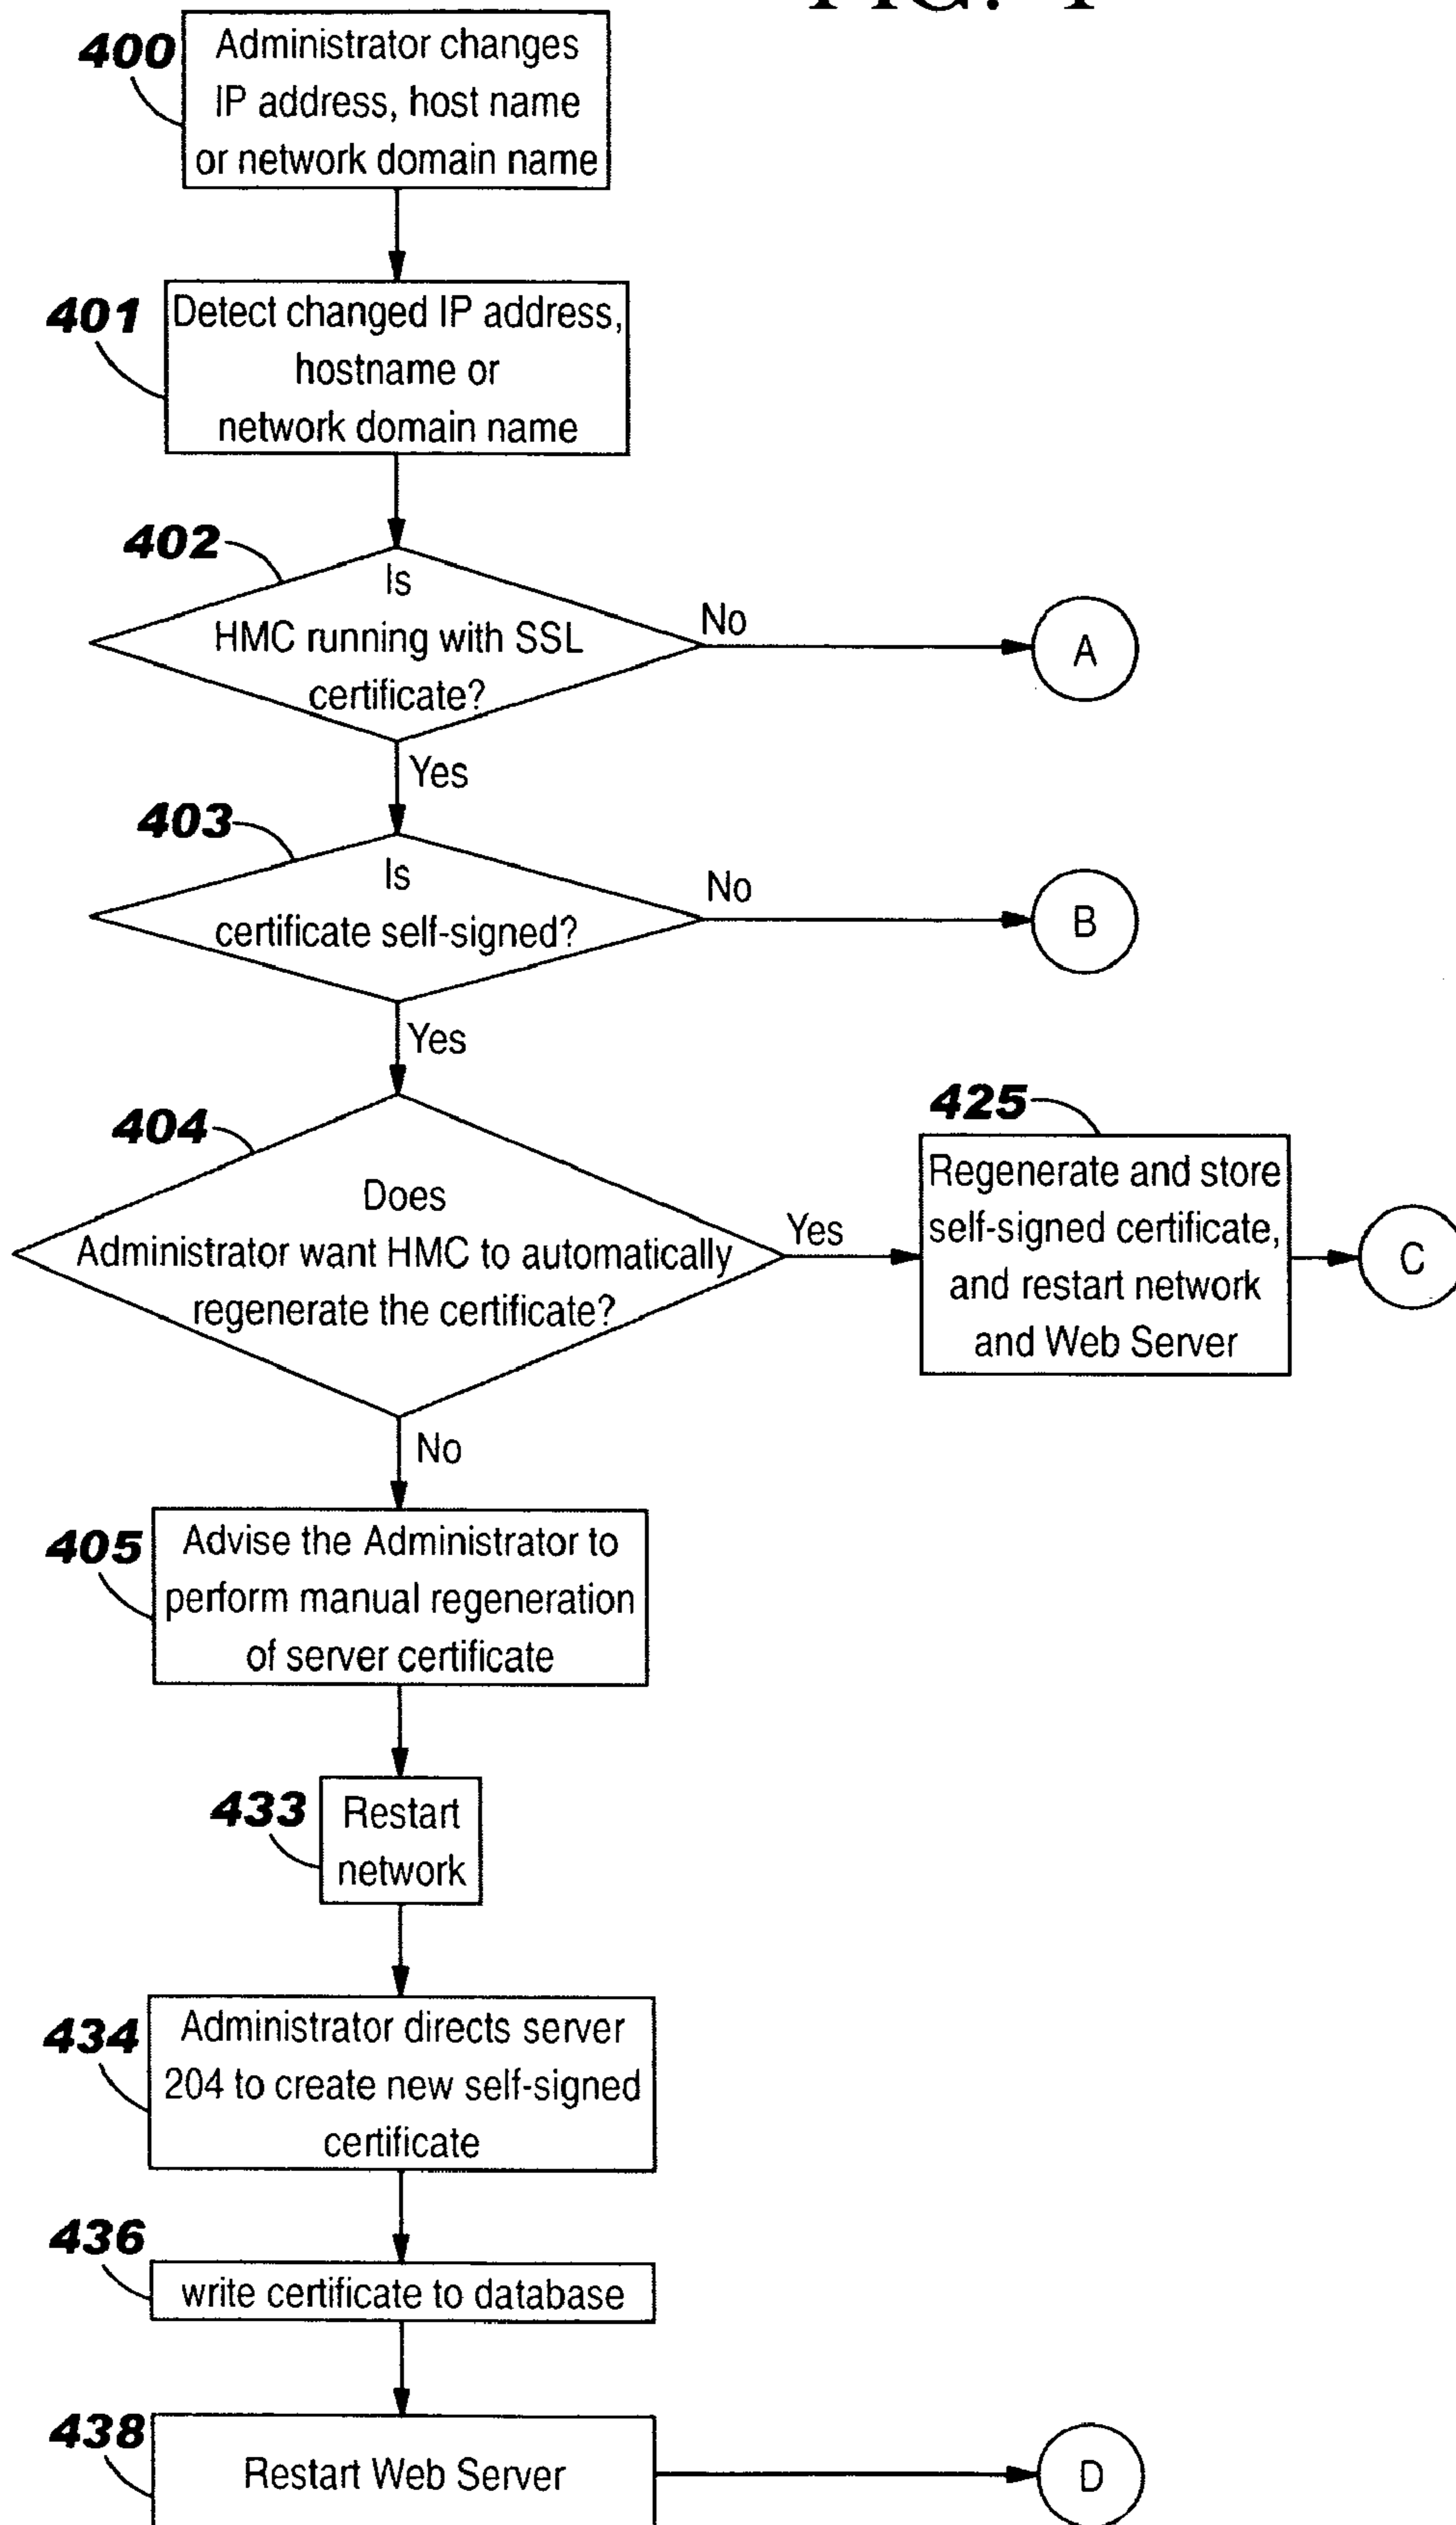 400
Administrator changes
IP address, host name
or network domain name
401
Detect changed IP address,
hostname or
network domain name
402
Is
HMC running with SSL
certificate?
No
A
Yes
403
Is
certificate self-signed?
No
B
Yes
404
Does
Administrator want HMC to automatically
regenerate the certificate?
Yes
425
Regenerate and store
self-signed certificate,
and restart network
and Web Server
C
No
405
Advise the Administrator to
perform manual regeneration
of server certificate
433
Restart
network
434
Administrator directs server
204 to create new self-signed
certificate
436
write certificate to database
438
Restart Web Server
D